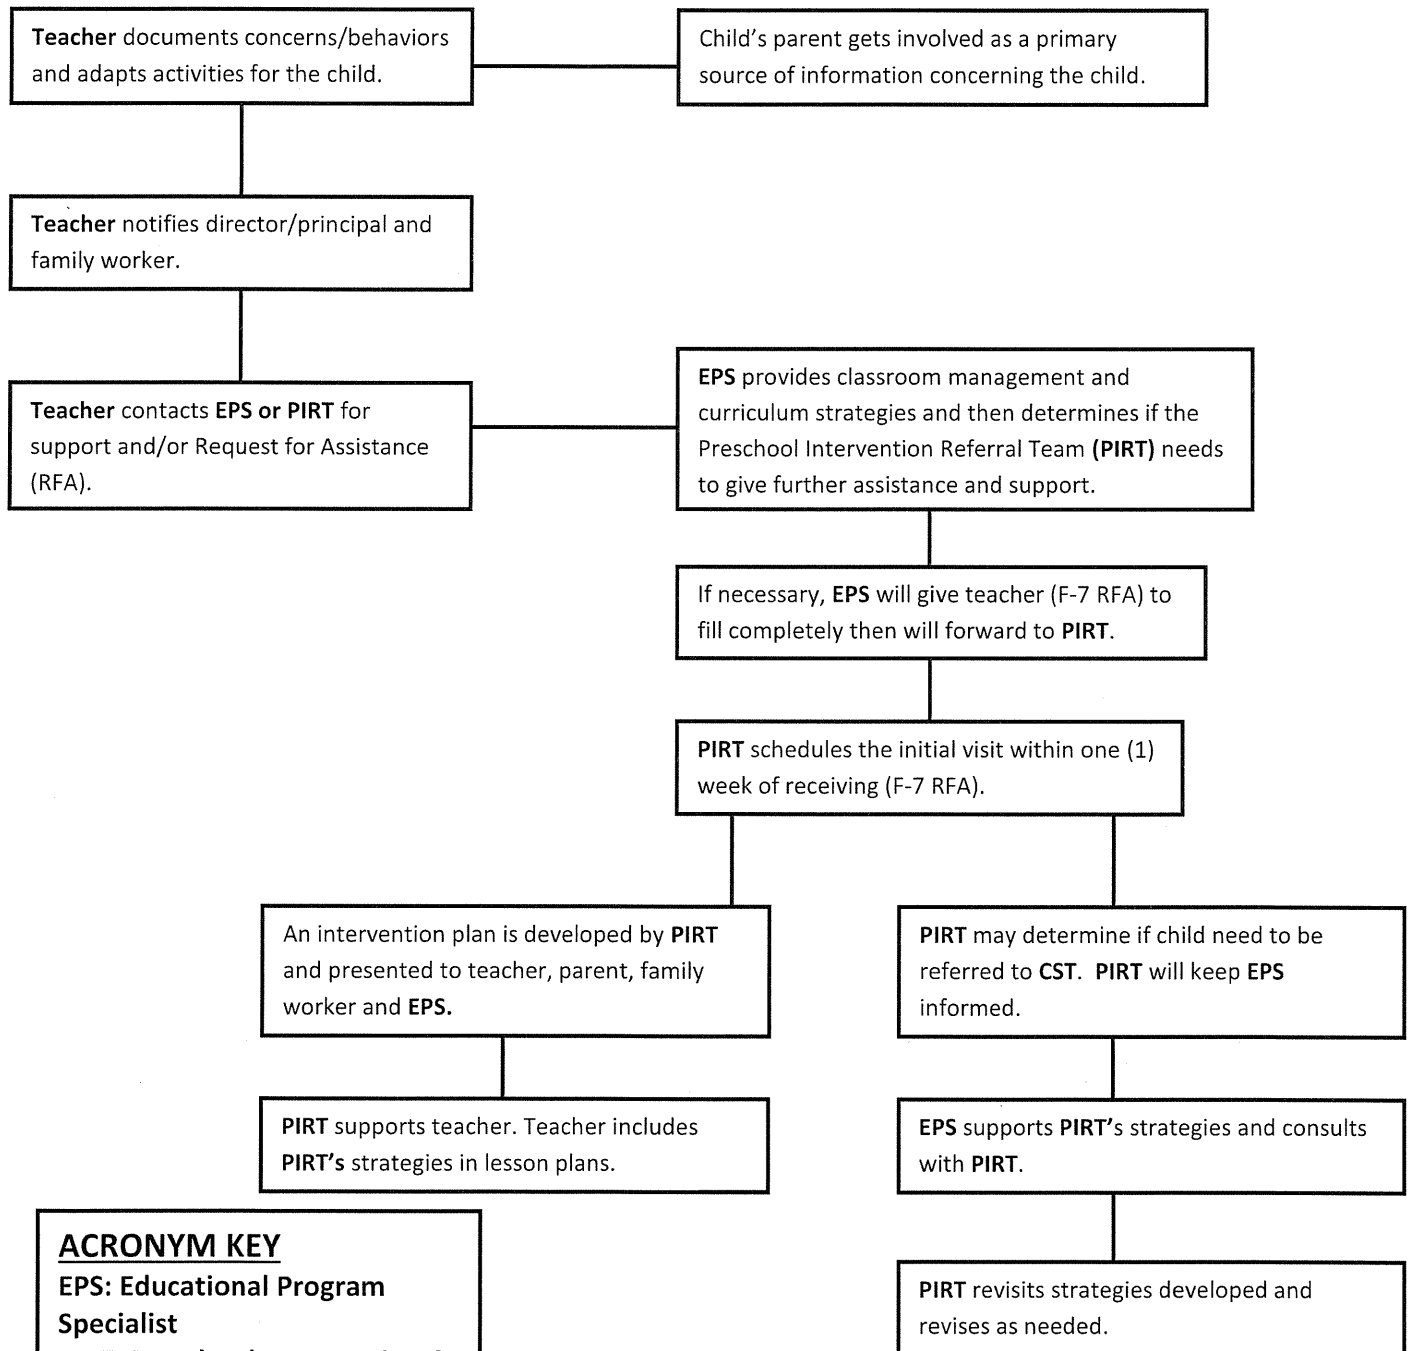 Teacher documents concerns/behaviors
and adapts activities for the child.
Child's parent gets involved as a primary
source of information concerning the child.
Teacher notifies director/principal and
family worker.
Teacher contacts EPS or PIRT for
support and/or Request for Assistance
(RFA).
EPS provides classroom management and
curriculum strategies and then determines if the
Preschool Intervention Referral Team (PIRT) needs
to give further assistance and support.
If necessary, EPS will give teacher (F-7 RFA) to
fill completely then will forward to PIRT.
PIRT schedules the initial visit within one (1)
week of receiving (F-7 RFA).
An intervention plan is developed by PIRT
and presented to teacher, parent, family
worker and EPS.
PIRT may determine if child need to be
referred to CST.  PIRT will keep EPS
informed.
PIRT supports teacher. Teacher includes
PIRT's strategies in lesson plans.
EPS supports PIRT's strategies and consults
with PIRT.
PIRT revisits strategies developed and
revises as needed.
ACRONYM KEY
EPS: Educational Program
Specialist